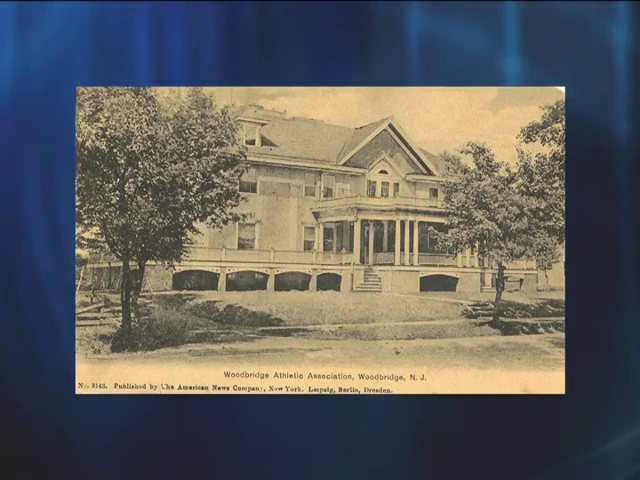 Woodbridge Athletic Association, Woodbridge, N. J.
No. 8143. Published by The American News Company, New York. Leipzig, Berlin, Dresden.